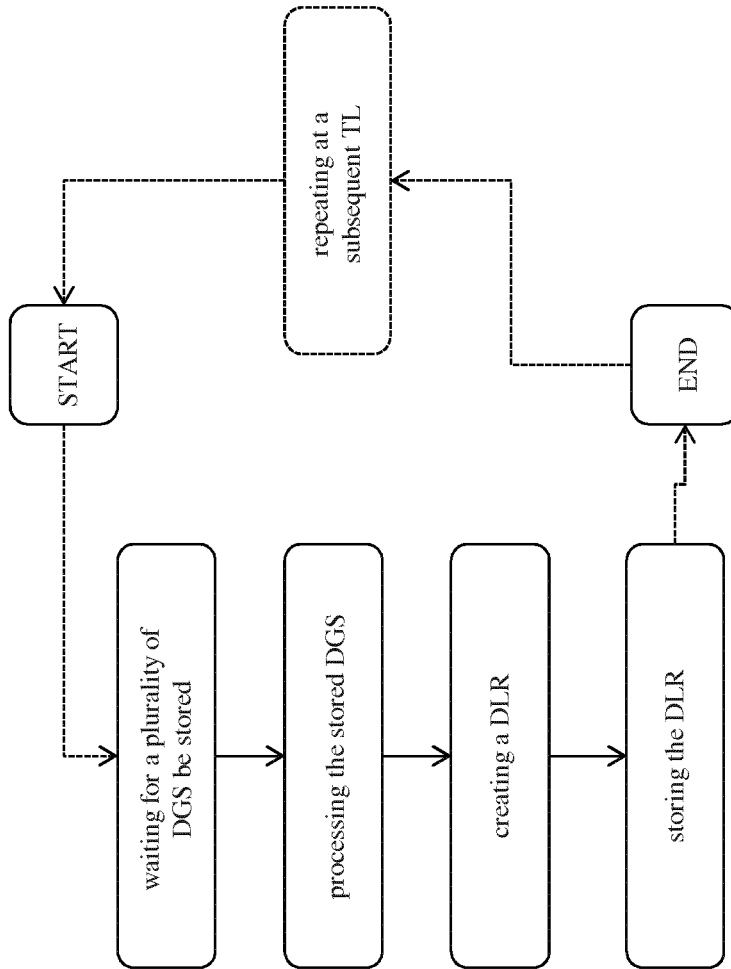 START
waiting for a plurality of
DGS be stored
processing the stored DGS
creating a DLR
storing the DLR
END
repeating at a
subsequent TL